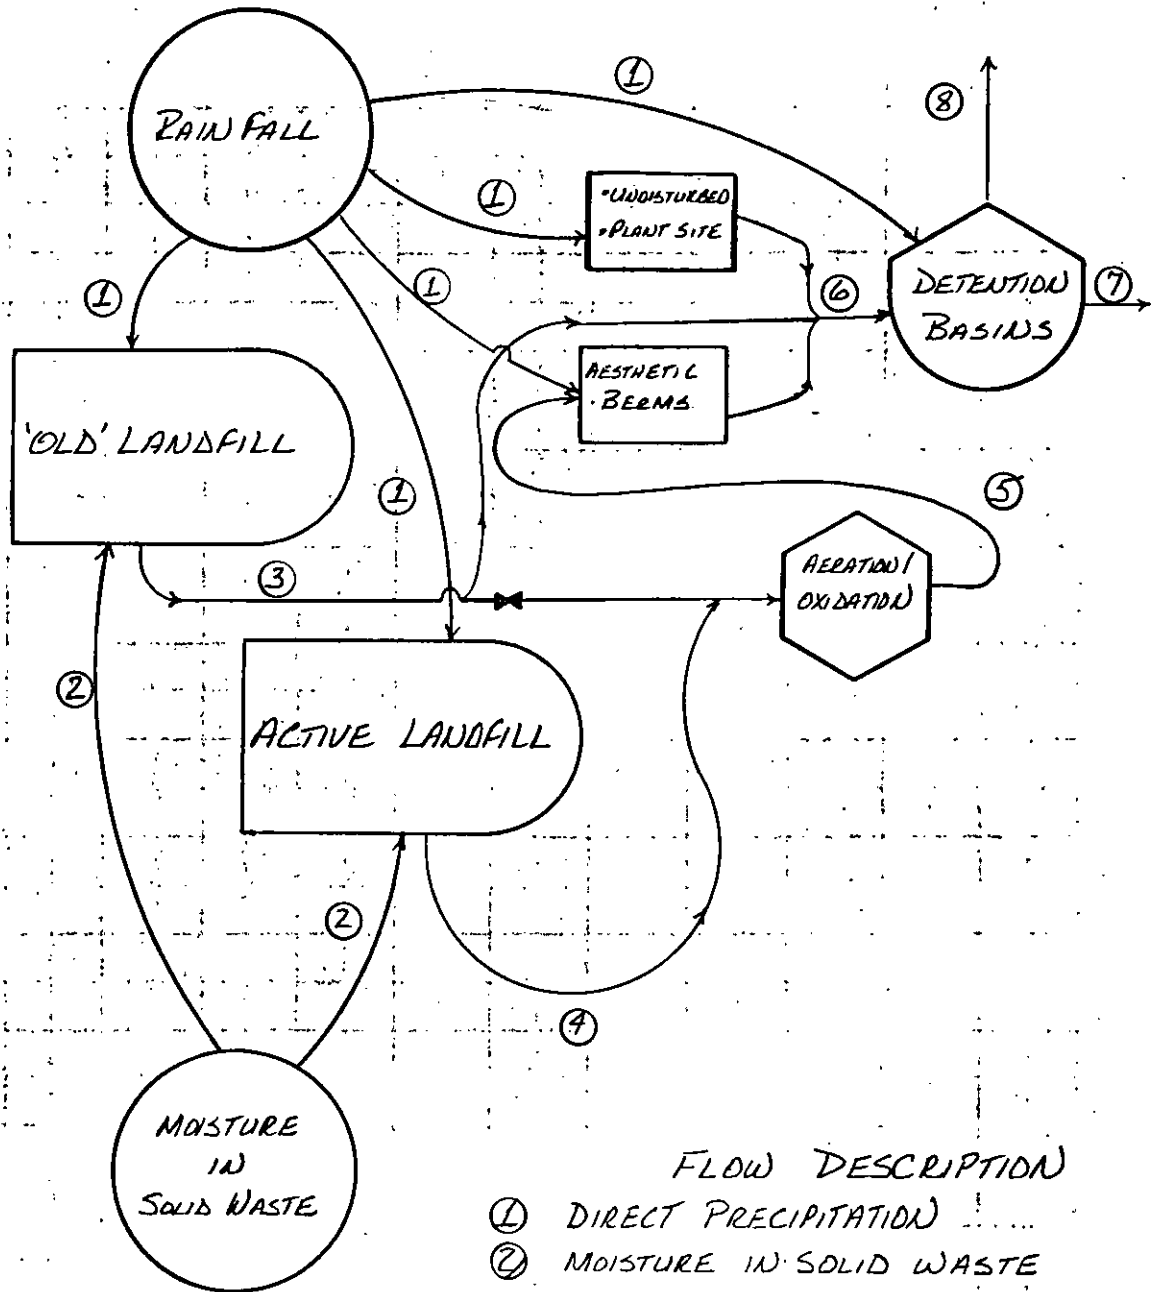 RAINFALL
①
⑧
①
•UNDISTURBED
•PLANT SITE
①
①
⑥
DETENTION
BASINS
⑦
AESTHETIC
BERMS
'OLD' LANDFILL
①
⑤
③
AERATION/
OXIDATION
②
ACTIVE LANDFILL
②
④
MOISTURE
IN
SOLID WASTE
FLOW DESCRIPTION
① DIRECT PRECIPITATION
② MOISTURE IN SOLID WASTE